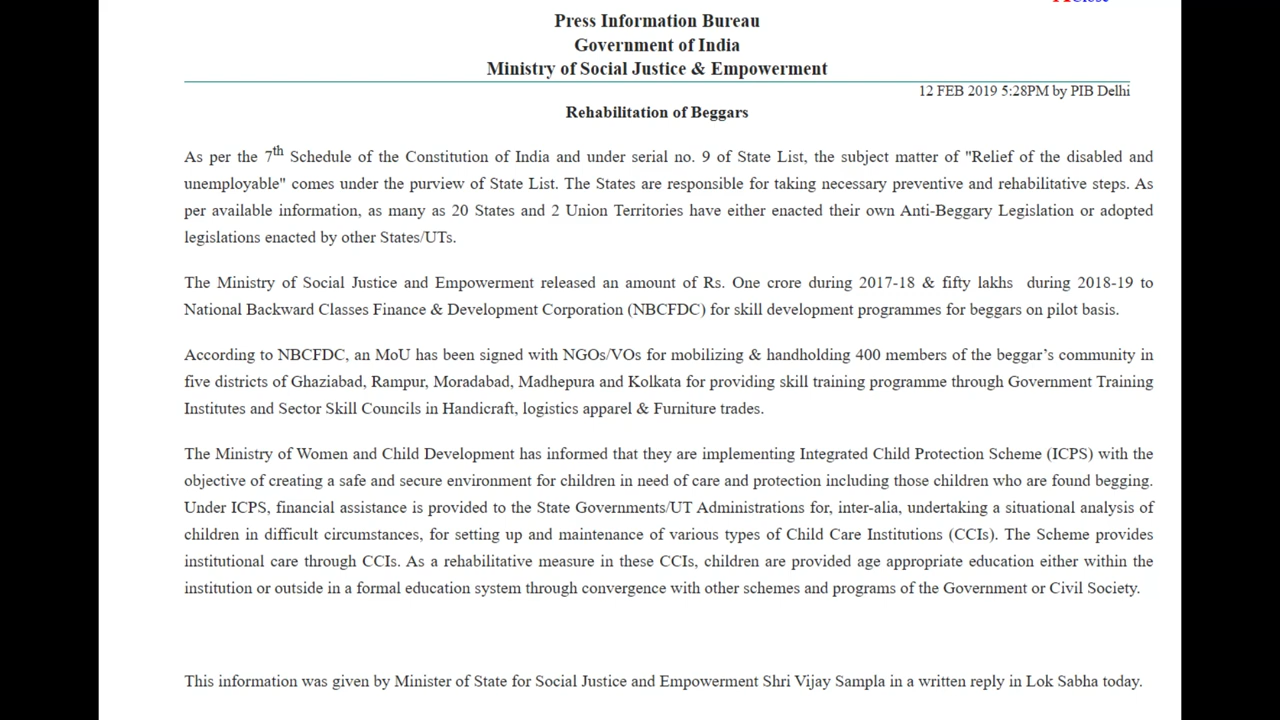 Press Information Bureau
Government of India
Ministry of Social Justice & Empowerment
12 FEB 2019 5:28PM by PIB Delhi
Rehabilitation of Beggars
As per the 7th Schedule of the Constitution of India and under serial no. 9 of State List, the subject matter of "Relief of the disabled and
unemployable" comes under the purview of State List. The States are responsible for taking necessary preventive and rehabilitative steps. As
per available information, as many as 20 States and 2 Union Territories have either enacted their own Anti-Beggary Legislation or adopted
legislations enacted by other States/UTs.
The Ministry of Social Justice and Empowerment released an amount of Rs. One crore during 2017-18 & fifty lakhs during 2018-19 to
National Backward Classes Finance & Development Corporation (NBCFDC) for skill development programmes for beggars on pilot basis.
According to NBCFDC, an MoU has been signed with NGOs/VOs for mobilizing & handholding 400 members of the beggar's community in
five districts of Ghaziabad, Rampur, Moradabad, Madhepura and Kolkata for providing skill training programme through Government Training
Institutes and Sector Skill Councils in Handicraft, logistics apparel & Furniture trades.
The Ministry of Women and Child Development has informed that they are implementing Integrated Child Protection Scheme (ICPS) with the
objective of creating a safe and secure environment for children in need of care and protection including those children who are found begging.
Under ICPS, financial assistance is provided to the State Governments/UT Administrations for, inter-alia, undertaking a situational analysis of
children in difficult circumstances, for setting up and maintenance of various types of Child Care Institutions (CCIs). The Scheme provides
institutional care through CCIs. As a rehabilitative measure in these CCIs, children are provided age appropriate education either within the
institution or outside in a formal education system through convergence with other schemes and programs of the Government or Civil Society.
This information was given by Minister of State for Social Justice and Empowerment Shri Vijay Sampla in a written reply in Lok Sabha today.